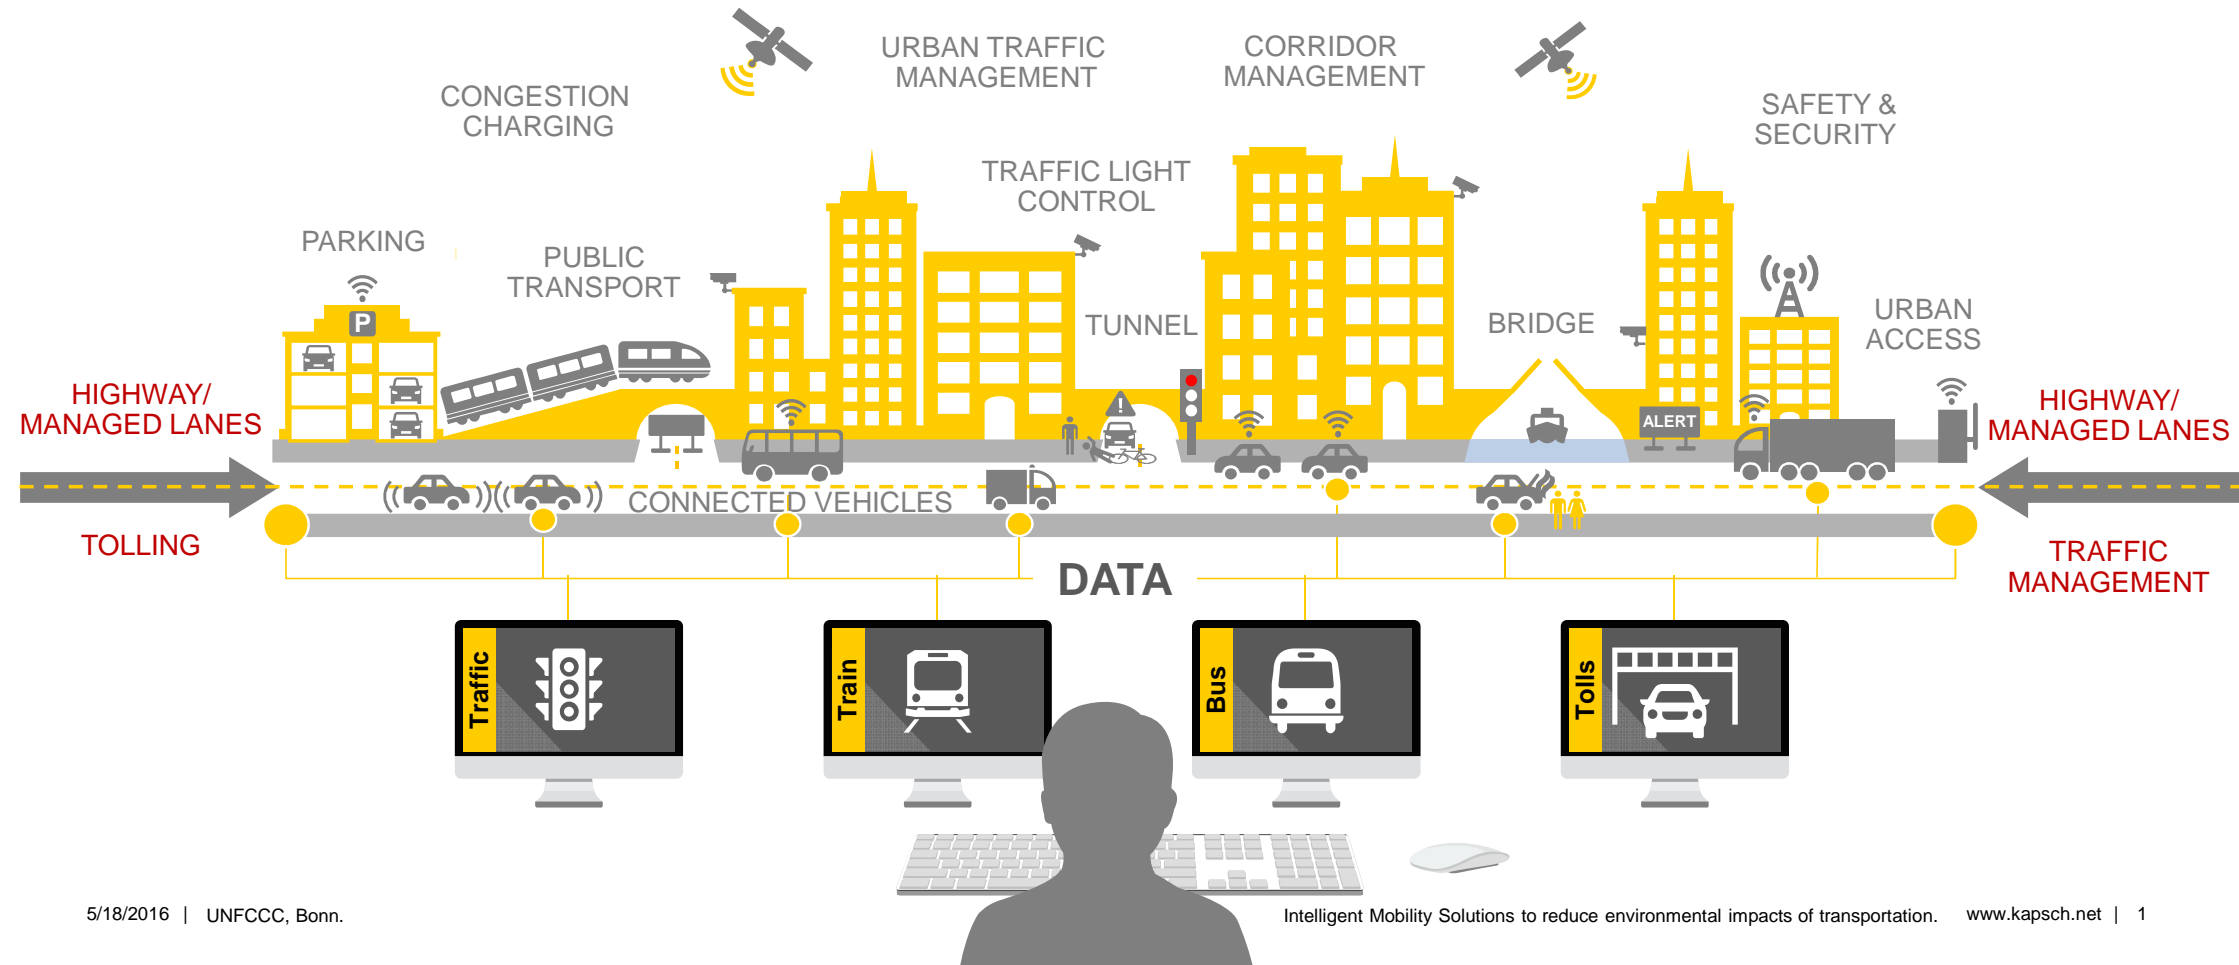 URBAN TRAFFIC
MANAGEMENT
CORRIDOR
MANAGEMENT
CONGESTION
CHARGING
SAFETY &
SECURITY
TRAFFIC LIGHT
CONTROL
PARKING
PUBLIC
TRANSPORT
TUNNEL
BRIDGE
URBAN
ACCESS
P
HIGHWAY/
MANAGED LANES
ALERT
HIGHWAY/
MANAGED LANES
!
CONNECTED VEHICLES
TOLLING
TRAFFIC
MANAGEMENT
DATA
Traffic
Train
Bus
Tolls
5/18/2016 | UNFCCC, Bonn.
Intelligent Mobility Solutions to reduce environmental impacts of transportation. www.kapsch.net | 1